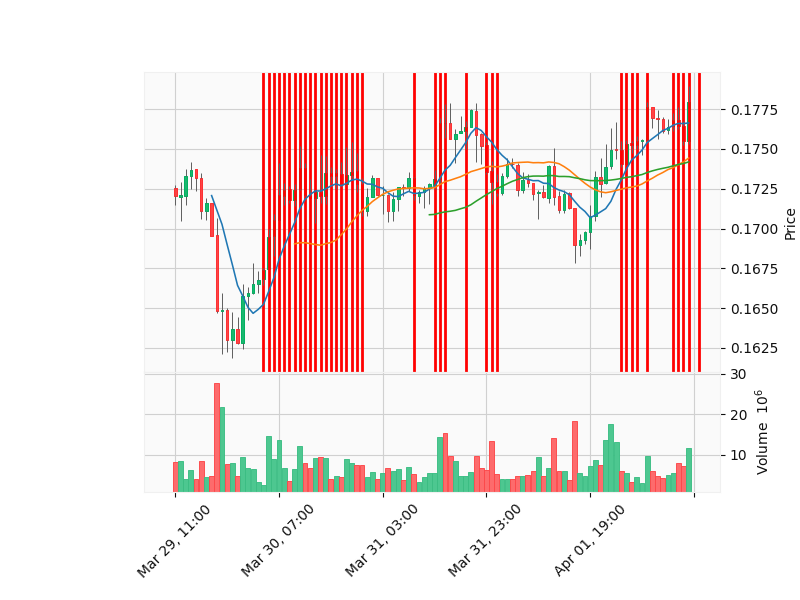 0.1775
0.1750
0.1725
0.1700
0.1675
0.1650
0.1625
Price
30
20
10
Volume 10⁶
Mar 29, 11:00
Mar 30, 07:00
Mar 31, 03:00
Mar 31, 23:00
Apr 01, 19:00